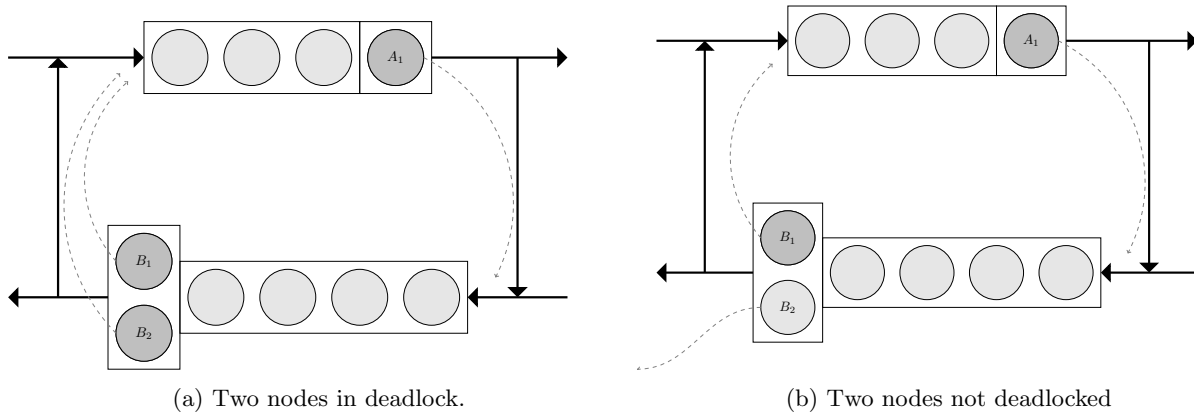 A₁
B₁
B₂
(a) Two nodes in deadlock.
A₁
B₁
B₂
(b) Two nodes not deadlocked